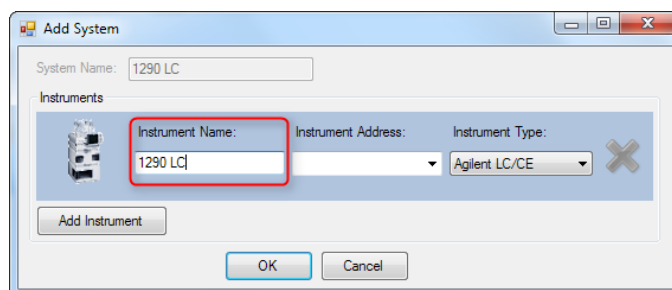 Add System
System Name: 1290 LC
Instruments
Instrument Name: Instrument Address: Instrument Type:
1290 LC Agilent LC/CE
Add Instrument
OK Cancel